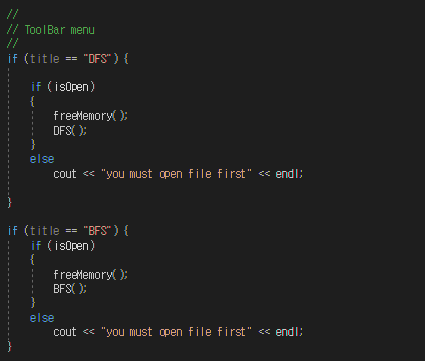 //
// ToolBar menu
//
if (title == "DFS") {
if (isOpen)
{
freeMemory();
DFS();
}
else
cout << "you must open file first" << endl;
}
if (title == "BFS") {
if (isOpen)
{
freeMemory();
BFS();
}
else
cout << "you must open file first" << endl;
}